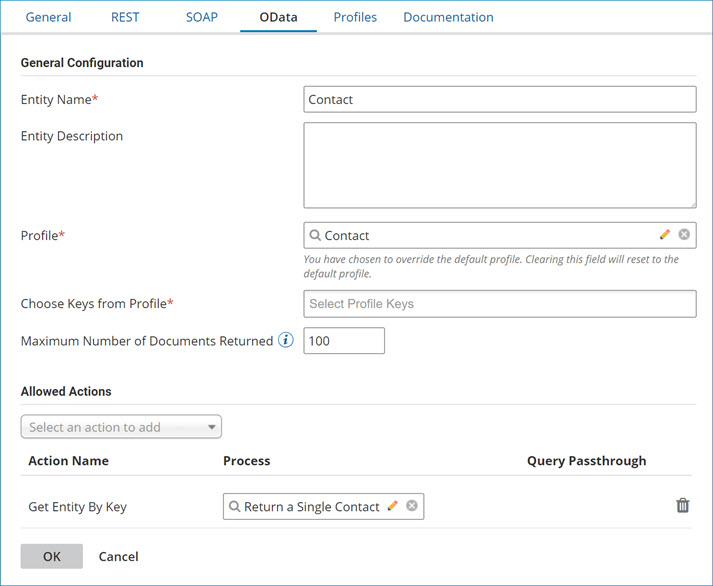 General REST SOAP OData Profiles Documentation
General Configuration
Entity Name* Contact
Entity Description
Profile* Contact
You have chosen to override the default profile. Clearing this field will reset to the
default profile.
Choose Keys from Profile* Select Profile Keys
Maximum Number of Documents Returned i 100
Allowed Actions
Select an action to add
Action Name Process Query Passthrough
Get Entity By Key Return a Single Contact
OK Cancel